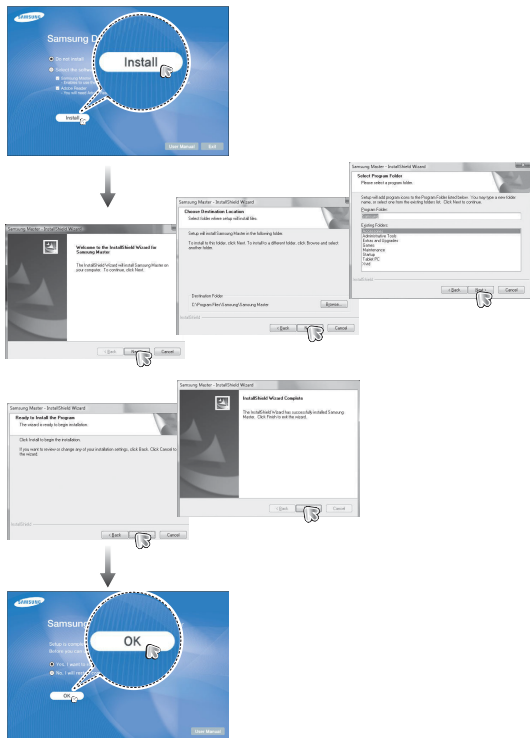 SAMSUNG
Samsung D
Do not install
Install
Install
User Manual
Exit
Samsung Master - InstallShield Wizard
Welcome to the InstallShield Wizard for
Samsung Master
The InstallShield Wizard will install Samsung Master on
your computer. To continue, click Next.
< Back
Cancel
Samsung Master - InstallShield Wizard
Choose Destination Location
Select folder where setup will install files.
Setup will install Samsung Master in the following folder.
To install to this folder, click Next. To install to a different folder, click Browse and select
another folder.
Destination Folder
C:\Program Files\Samsung\Samsung Master
Browse...
InstallShield
< Back
Cancel
Samsung Master - InstallShield Wizard
Select Program Folder
Please select a program folder.
Setup will add program icons to the Program Folder listed below. You may type a new folder
name, or select one from the existing folders list. Click Next to continue.
Program Folder:
Existing Folders:
Administrative Tools
Extras and Upgrades
Games
Maintenance
Startup
Tablet PC
InstallShield
< Back
Next >
Cancel
Samsung Master - InstallShield Wizard
Ready to Install the Program
The wizard is ready to begin installation.
Click Install to begin the installation.
If you want to review or change any of your installation settings, click Back. Click Cancel to
the wizard.
InstallShield
< Back
Cancel
Samsung Master - InstallShield Wizard
InstallShield Wizard Complete
The InstallShield Wizard has successfully installed Samsung
Master. Click Finish to exit the wizard.
< Back
Cancel
SAMSUNG
Samsung
Setup is complete
Before you can
Yes, I want to
No, I will
OK
OK
User Manual